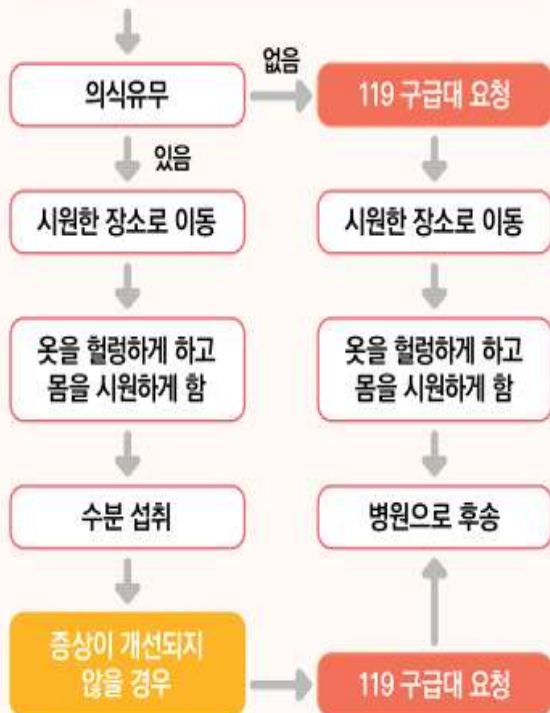 의식유무
없음
119 구급대 요청
있음
시원한 장소로 이동
시원한 장소로 이동
옷을 헐렁하게 하고
몸을 시원하게 함
옷을 헐렁하게 하고
몸을 시원하게 함
수분 섭취
병원으로 후송
증상이 개선되지
않을 경우
119 구급대 요청